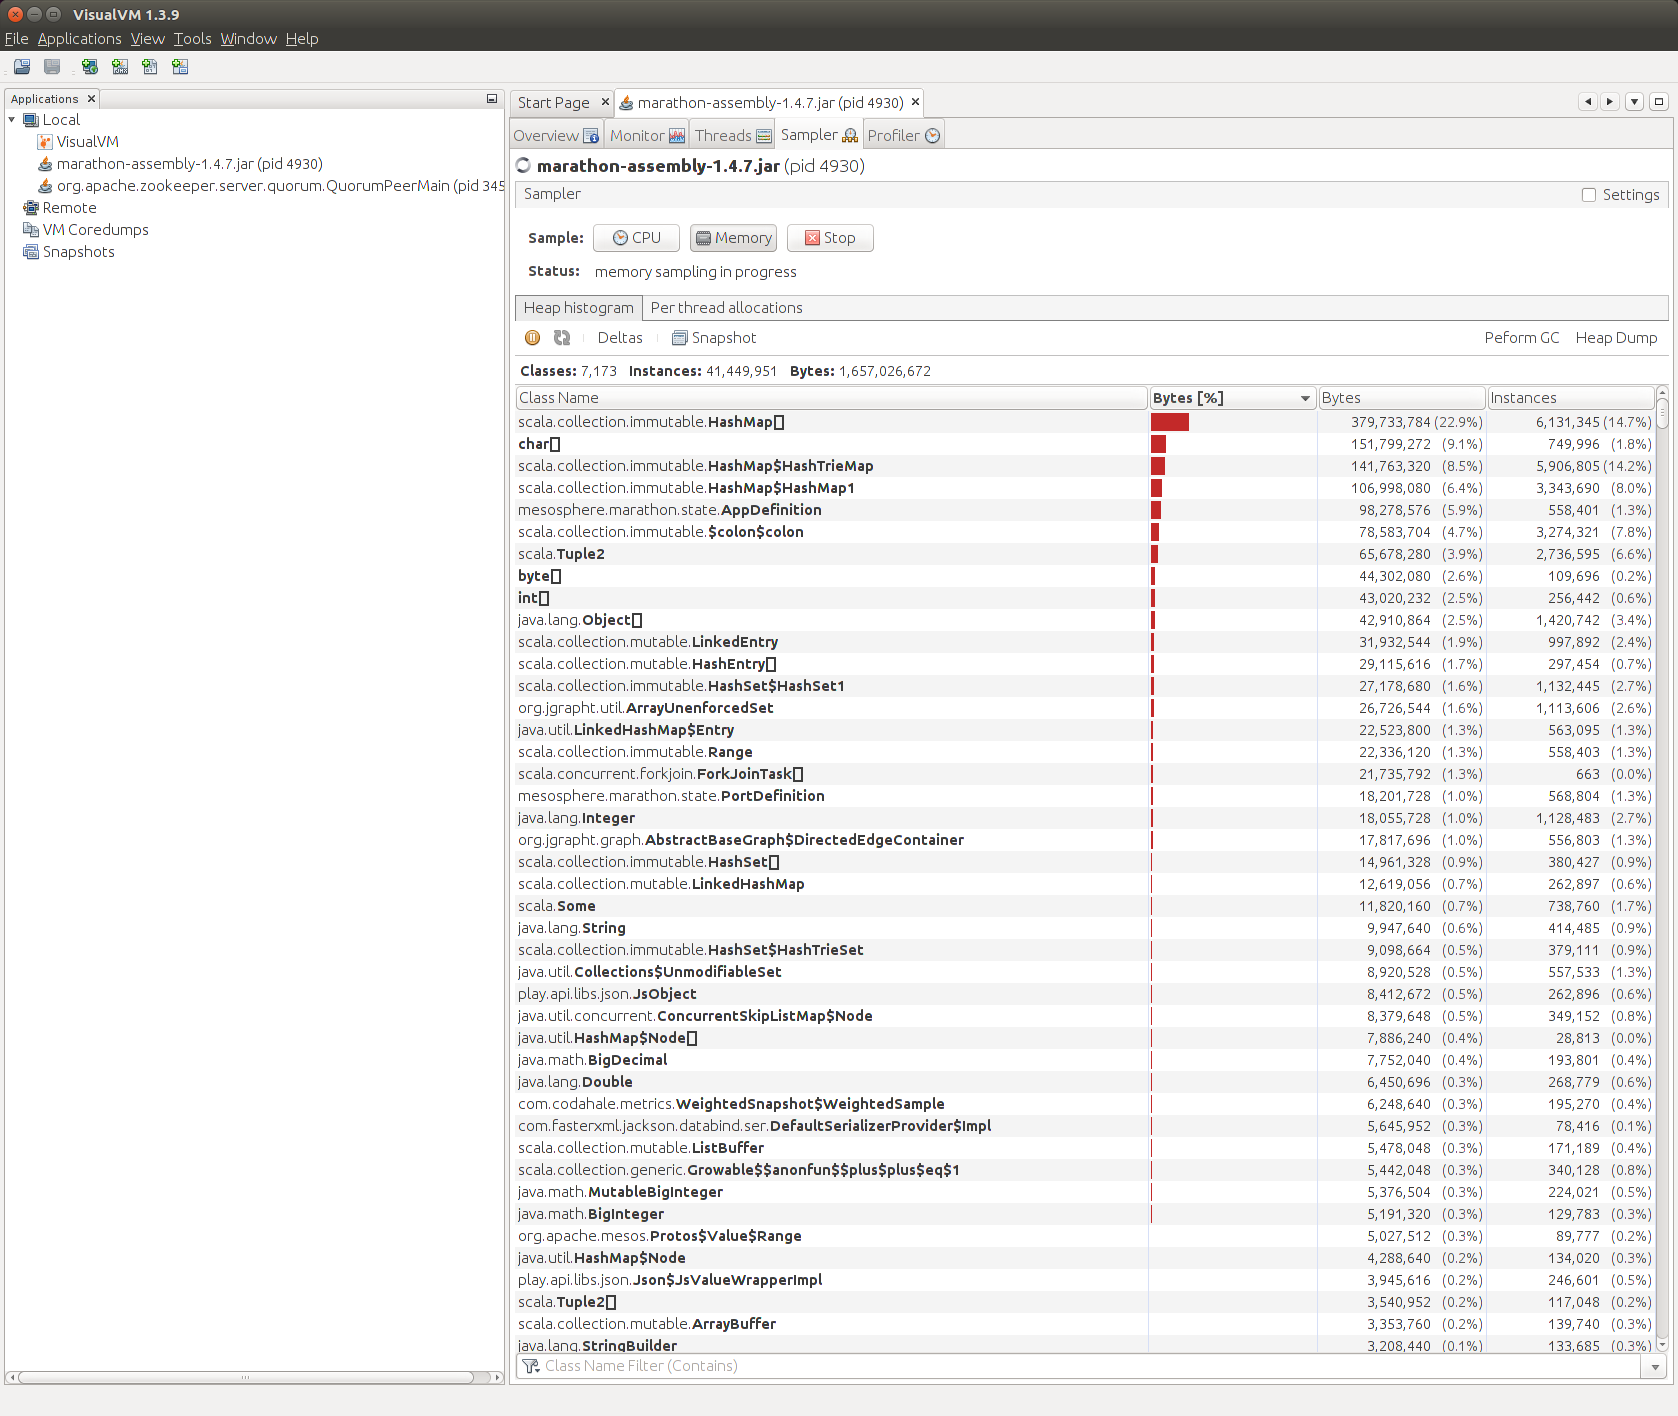 VisualVM 1.3.9
File Applications View Tools Window Help
Applications
Local
VisualVM
marathon-assembly-1.4.7.jar (pid 4930)
org.apache.zookeeper.server.quorum.QuorumPeerMain (pid 345
Remote
VM Coredumps
Snapshots
Start Page marathon-assembly-1.4.7.jar (pid 4930)
Overview Monitor Threads Sampler Profiler
marathon-assembly-1.4.7.jar (pid 4930)
Sampler Settings
Sample: CPU Memory Stop
Status: memory sampling in progress
Heap histogram Per thread allocations
Deltas Snapshot Peform GC Heap Dump
Classes: 7,173 Instances: 41,449,951 Bytes: 1,657,026,672
Class Name Bytes [%] Bytes Instances
scala.collection.immutable.HashMap[] 379,733,784 (22.9%) 6,131,345 (14.7%)
char[] 151,799,272 (9.1%) 749,996 (1.8%)
scala.collection.immutable.HashMap$HashTrieMap 141,763,320 (8.5%) 5,906,805 (14.2%)
scala.collection.immutable.HashMap$HashMap1 106,998,080 (6.4%) 3,343,690 (8.0%)
mesosphere.marathon.state.AppDefinition 98,278,576 (5.9%) 558,401 (1.3%)
scala.collection.immutable.$colon$colon 78,583,704 (4.7%) 3,274,321 (7.8%)
scala.Tuple2 65,678,280 (3.9%) 2,736,595 (6.6%)
byte[] 44,302,080 (2.6%) 109,696 (0.2%)
int[] 43,020,232 (2.5%) 256,442 (0.6%)
java.lang.Object[] 42,910,864 (2.5%) 1,420,742 (3.4%)
scala.collection.mutable.LinkedEntry 31,932,544 (1.9%) 997,892 (2.4%)
scala.collection.mutable.HashEntry[] 29,115,616 (1.7%) 297,454 (0.7%)
scala.collection.immutable.HashSet$HashSet1 27,178,680 (1.6%) 1,132,445 (2.7%)
org.jgrapht.util.ArrayUnenforcedSet 26,726,544 (1.6%) 1,113,606 (2.6%)
java.util.LinkedHashMap$Entry 22,523,800 (1.3%) 563,095 (1.3%)
scala.collection.immutable.Range 22,336,120 (1.3%) 558,403 (1.3%)
scala.concurrent.forkjoin.ForkJoinTask[] 21,735,792 (1.3%) 663 (0.0%)
mesosphere.marathon.state.PortDefinition 18,201,728 (1.0%) 568,804 (1.3%)
java.lang.Integer 18,055,728 (1.0%) 1,128,483 (2.7%)
org.jgrapht.graph.AbstractBaseGraph$DirectedEdgeContainer 17,817,696 (1.0%) 556,803 (1.3%)
scala.collection.immutable.HashSet[] 14,961,328 (0.9%) 380,427 (0.9%)
scala.collection.mutable.LinkedHashMap 12,619,056 (0.7%) 262,897 (0.6%)
scala.Some 11,820,160 (0.7%) 738,760 (1.7%)
java.lang.String 9,947,640 (0.6%) 414,485 (0.9%)
scala.collection.immutable.HashSet$HashTrieSet 9,098,664 (0.5%) 379,111 (0.9%)
java.util.Collections$UnmodifiableSet 8,920,528 (0.5%) 557,533 (1.3%)
play.api.libs.json.JsObject 8,412,672 (0.5%) 262,896 (0.6%)
java.util.concurrent.ConcurrentSkipListMap$Node 8,379,648 (0.5%) 349,152 (0.8%)
java.util.HashMap$Node[] 7,886,240 (0.4%) 28,813 (0.0%)
java.math.BigDecimal 7,752,040 (0.4%) 193,801 (0.4%)
java.lang.Double 6,450,696 (0.3%) 268,779 (0.6%)
com.codahale.metrics.WeightedSnapshot$WeightedSample 6,248,640 (0.3%) 195,270 (0.4%)
com.fasterxml.jackson.databind.ser.DefaultSerializerProvider$Impl 5,645,952 (0.3%) 78,416 (0.1%)
scala.collection.mutable.ListBuffer 5,478,048 (0.3%) 171,189 (0.4%)
scala.collection.generic.Growable$$anonfun$$plus$plus$eq$1 5,442,048 (0.3%) 340,128 (0.8%)
java.math.MutableBigInteger 5,376,504 (0.3%) 224,021 (0.5%)
java.math.BigInteger 5,191,320 (0.3%) 129,783 (0.3%)
org.apache.mesos.Protos$Value$Range 5,027,512 (0.3%) 89,777 (0.2%)
java.util.HashMap$Node 4,288,640 (0.2%) 134,020 (0.3%)
play.api.libs.json.Json$JsValueWrapperImpl 3,945,616 (0.2%) 246,601 (0.5%)
scala.Tuple2[] 3,540,952 (0.2%) 117,048 (0.2%)
scala.collection.mutable.ArrayBuffer 3,353,760 (0.2%) 139,740 (0.3%)
java.lang.StringBuilder 3,208,440 (0.1%) 133,685 (0.3%)
Class Name Filter (Contains)